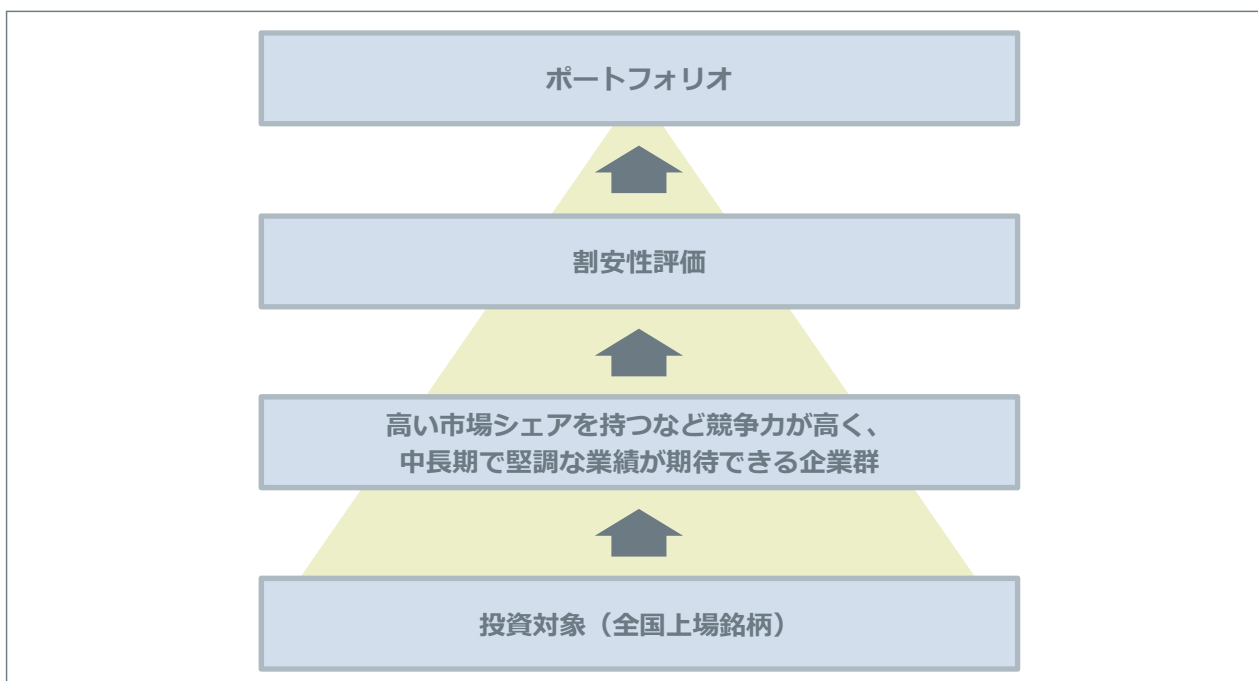 ポートフォリオ
割安性評価
高い市場シェアを持つなど競争力が高く、
中長期で堅調な業績が期待できる企業群
投資対象（全国上場銘柄）